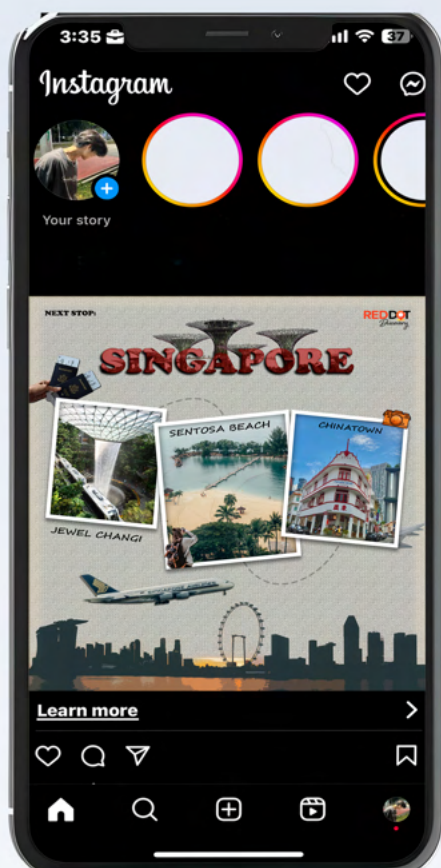 3:35
37
Instagram
Your story
NEXT STOP:
RED DOT
Discovery
SINGAPORE
SENTOSA BEACH
CHINATOWN
JEWEL CHANGI
Learn more